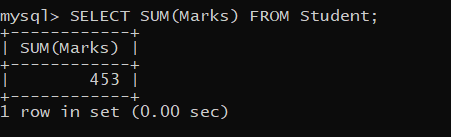 mysql> SELECT SUM(Marks) FROM Student;
+------------+
| SUM(Marks) |
+------------+
|        453 |
+------------+
1 row in set (0.00 sec)